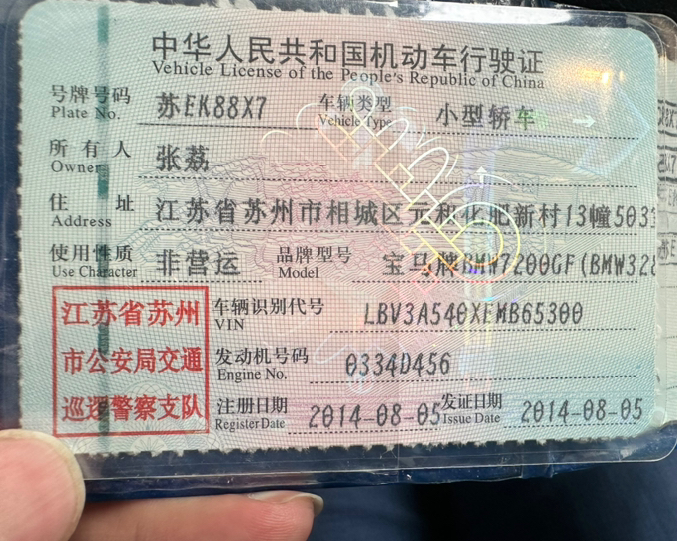 中华人民共和国机动车行驶证
Vehicle License of the People's Republic of China
号牌号码 苏EK88X7 车辆类型 小型轿车
Plate No. Vehicle Type
所有人 张荔
Owner
住址 江苏省苏州市相城区元和化肥新村13幢503
Address
使用性质 非营运 品牌型号 宝马牌BMW7200GF(BMW328
Use Character Model
江苏省苏州
市公安局交通
巡逻警察支队
车辆识别代号 LBV3A540XEMB65300
VIN
发动机号码 0334D456
Engine No.
注册日期 2014-08-05 发证日期 2014-08-05
Register Date Issue Date